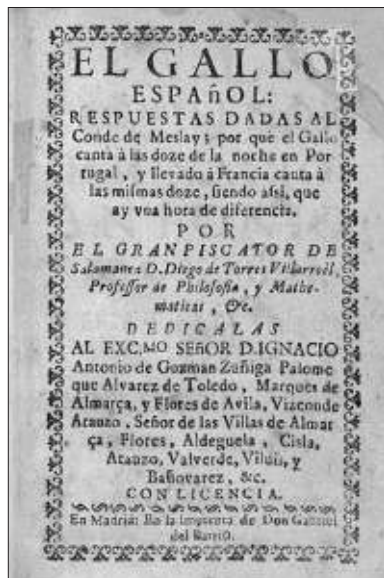 EL GALLO
ESPAñOL:
RESPUESTAS DADAS AL
Conde de Meslay; por què el Gallo
canta à las doze de la noche en Por
tugal, y llevado à Francia canta à
las mismas doze, siendo assi, que
ay vna hora de diferencia.
POR
EL GRAN PISCATOR DE
Salamanca D. Diego de Torres Villarroèl,
Professor de Philosofia, y Mathe-
maticas, &c.
DEDICALAS
AL EXC.MO SEñOR D. IGNACIO
Antonio de Guzman Zuñiga Palome
que Alvarez de Toledo, Marques de
Almarça, y Flores de Avila, Vizconde
Arauzo, Señor de las Villas de Almar
ça, Flores, Aldeguela, Cisla,
Arauzo, Valverde, Viluis, y
Bañovarez, &c.
CON LICENCIA.
En Madrid: En la Imprenta de Don Gabriel
del Barrio.